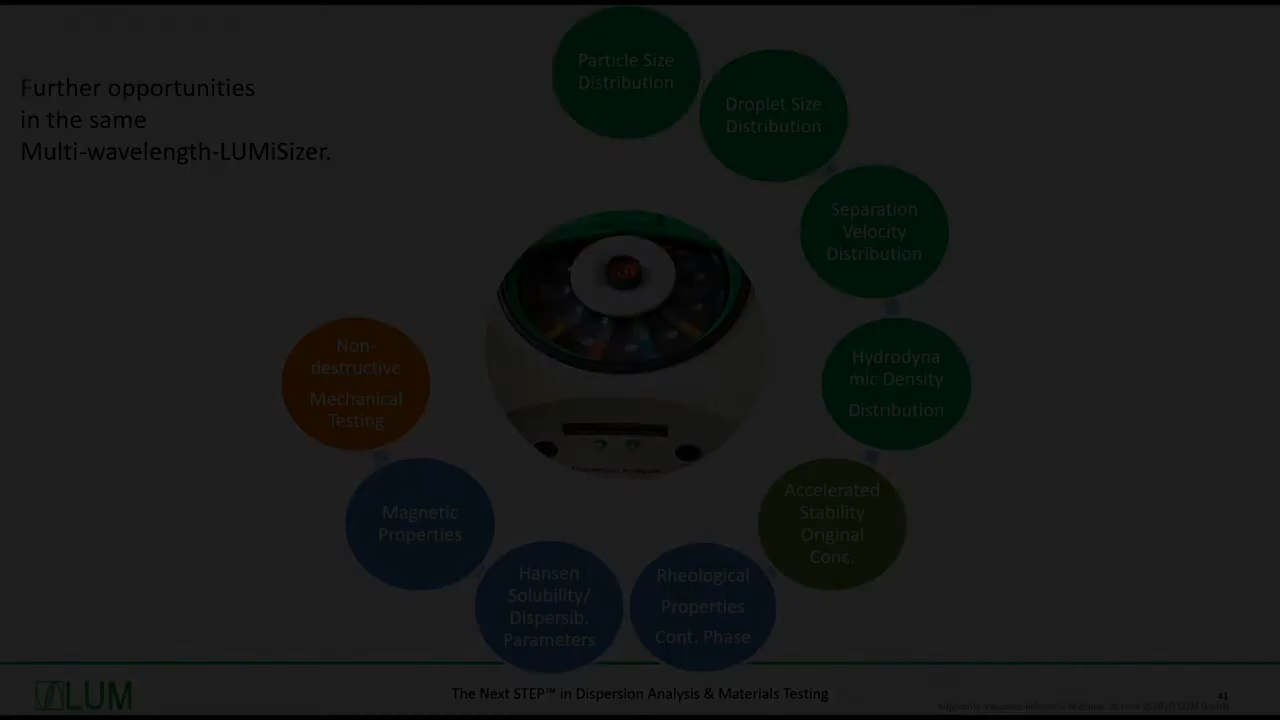 Further opportunities
in the same
Multi-wavelength-LUMiSizer.
Particle Size
Distribution
Droplet Size
Distribution
Separation
Velocity
Distribution
Hydrodyna
mic Density
Distribution
Accelerated
Stability
Original
Conc.
Rheological
Properties
Cont. Phase
Hansen
Solubility/
Dispersib.
Parameters
Magnetic
Properties
Non-
destructive
Mechanical
Testing
LUM
The Next STEP™ in Dispersion Analysis & Materials Testing
41